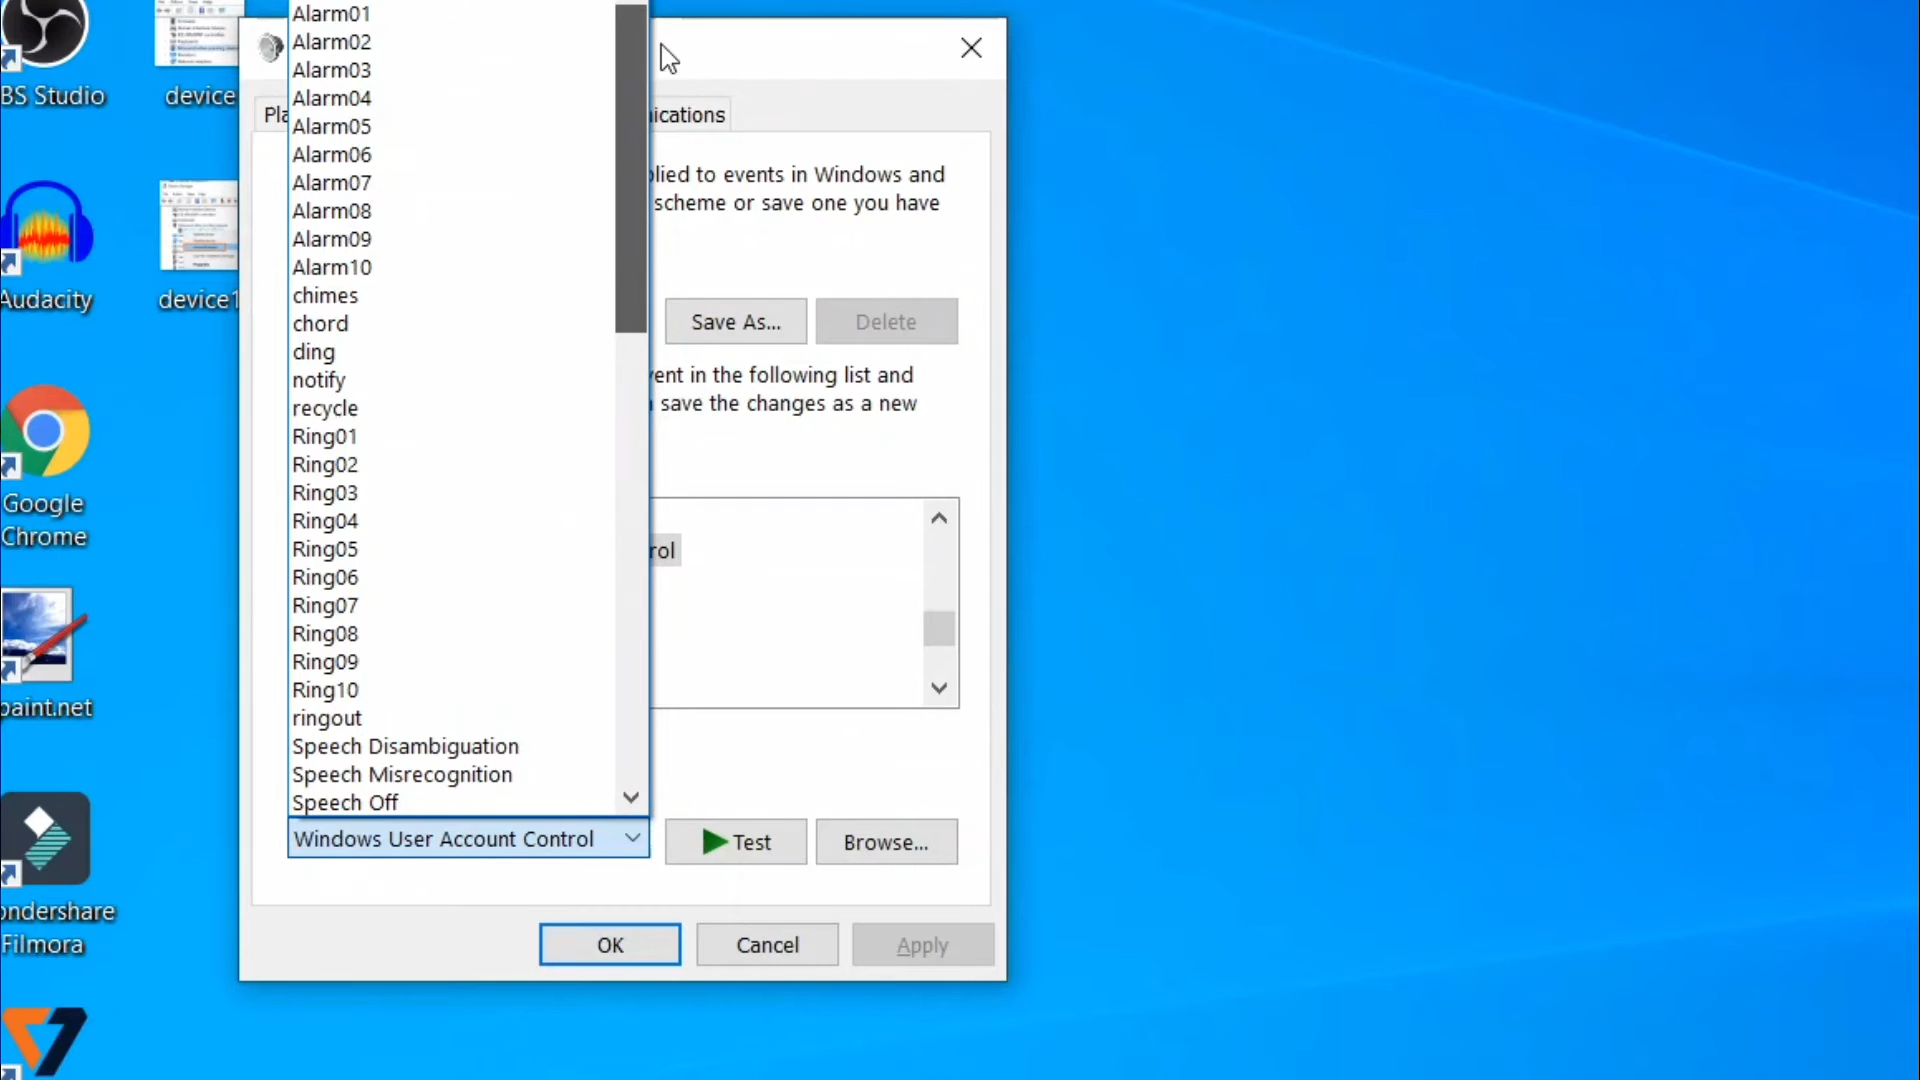 BS Studio
device
Audacity
device1
Google
Chrome
paint.net
ondershare
Filmora
Alarm01
Alarm02
Alarm03
Alarm04
Alarm05
Alarm06
Alarm07
Alarm08
Alarm09
Alarm10
chimes
chord
ding
notify
recycle
Ring01
Ring02
Ring03
Ring04
Ring05
Ring06
Ring07
Ring08
Ring09
Ring10
ringout
Speech Disambiguation
Speech Misrecognition
Speech Off
Windows User Account Control
Pla
ications
plied to events in Windows and
scheme or save one you have
Save As...
Delete
vent in the following list and
save the changes as a new
rol
Test
Browse...
OK
Cancel
Apply